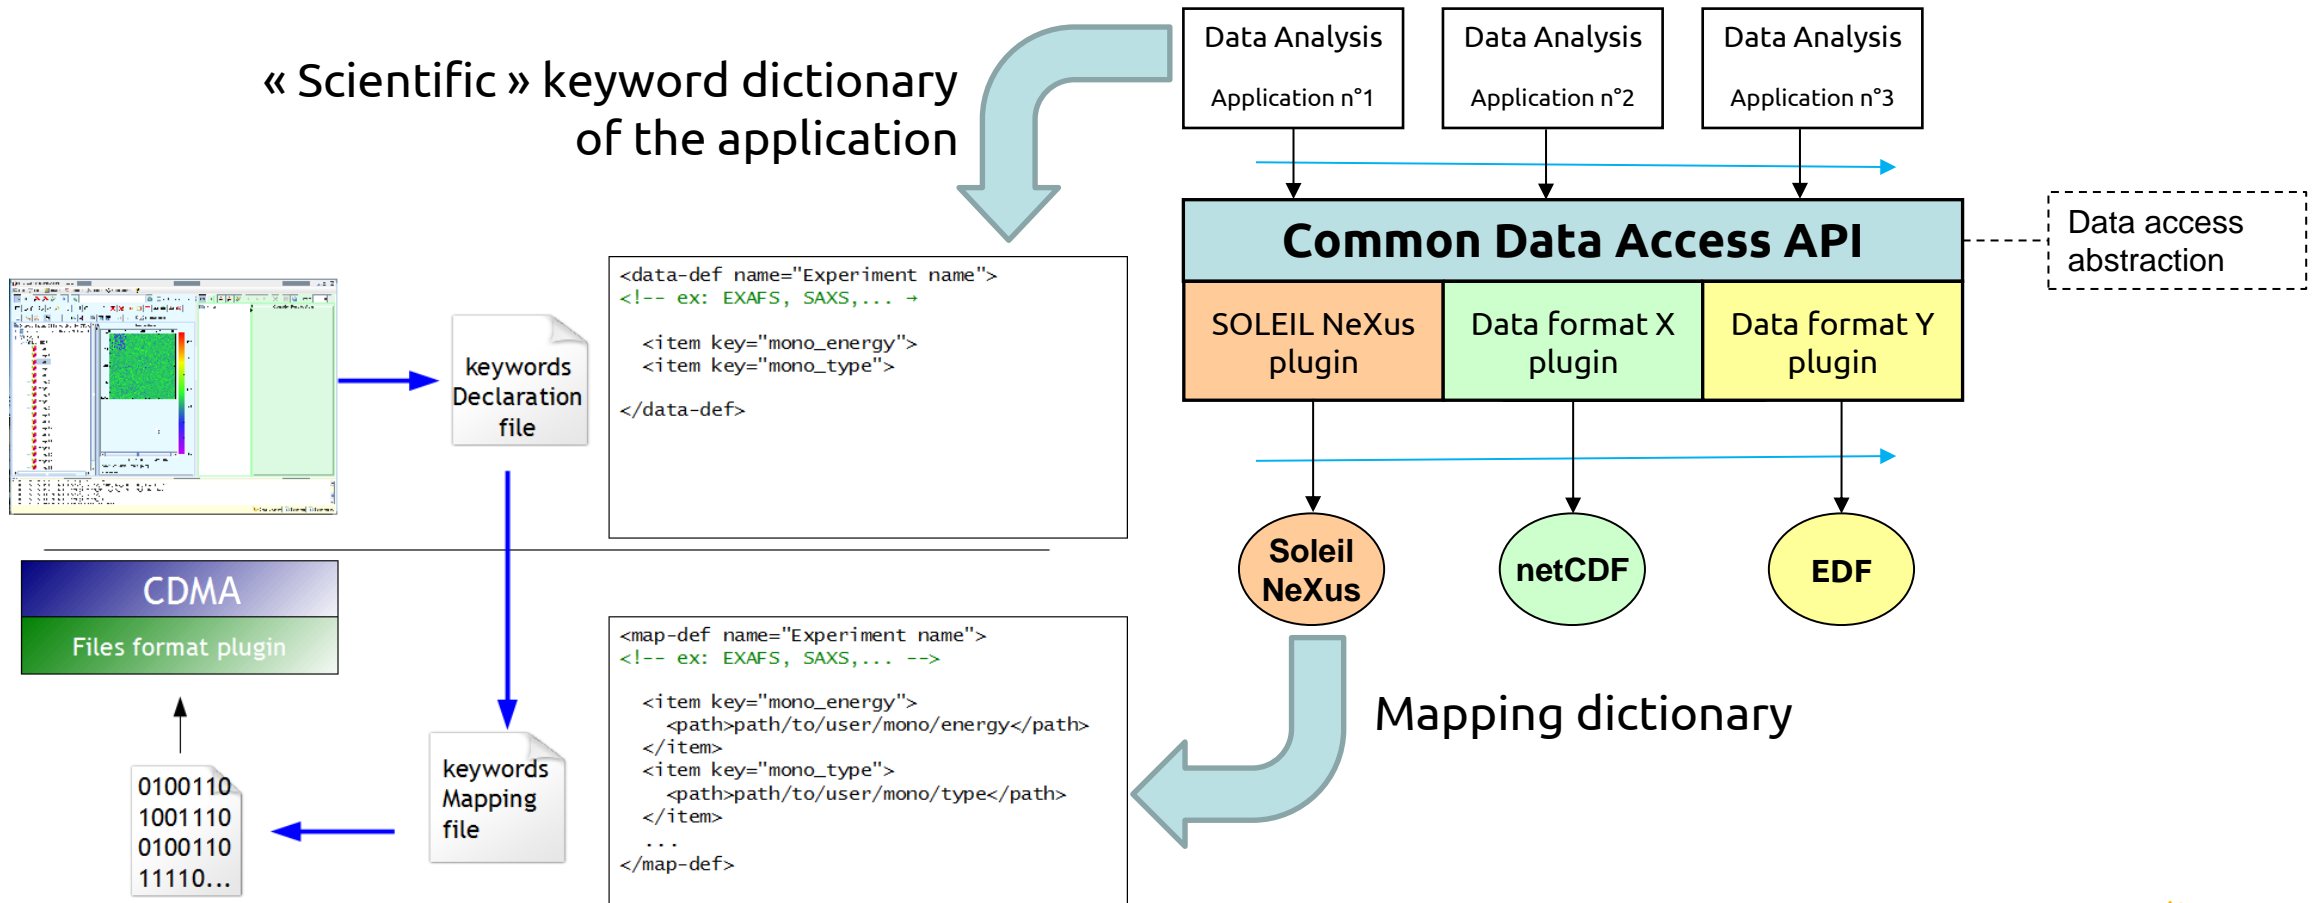 « Scientific » keyword dictionary
of the application
Data Analysis
Application n°1
Data Analysis
Application n°2
Data Analysis
Application n°3
Common Data Access API
Data access
abstraction
SOLEIL NeXus
plugin
Data format X
plugin
Data format Y
plugin
Soleil
NeXus
netCDF
EDF
keywords
Declaration
file
<data-def name="Experiment name">
<!-- ex: EXAFS, SAXS,... →
<item key="mono_energy">
<item key="mono_type">
</data-def>
CDMA
Files format plugin
0100110
1001110
0100110
11110...
keywords
Mapping
file
<map-def name="Experiment name">
<!-- ex: EXAFS, SAXS,... -->
<item key="mono_energy">
<path>path/to/user/mono/energy</path>
</item>
<item key="mono_type">
<path>path/to/user/mono/type</path>
</item>
...
</map-def>
Mapping dictionary